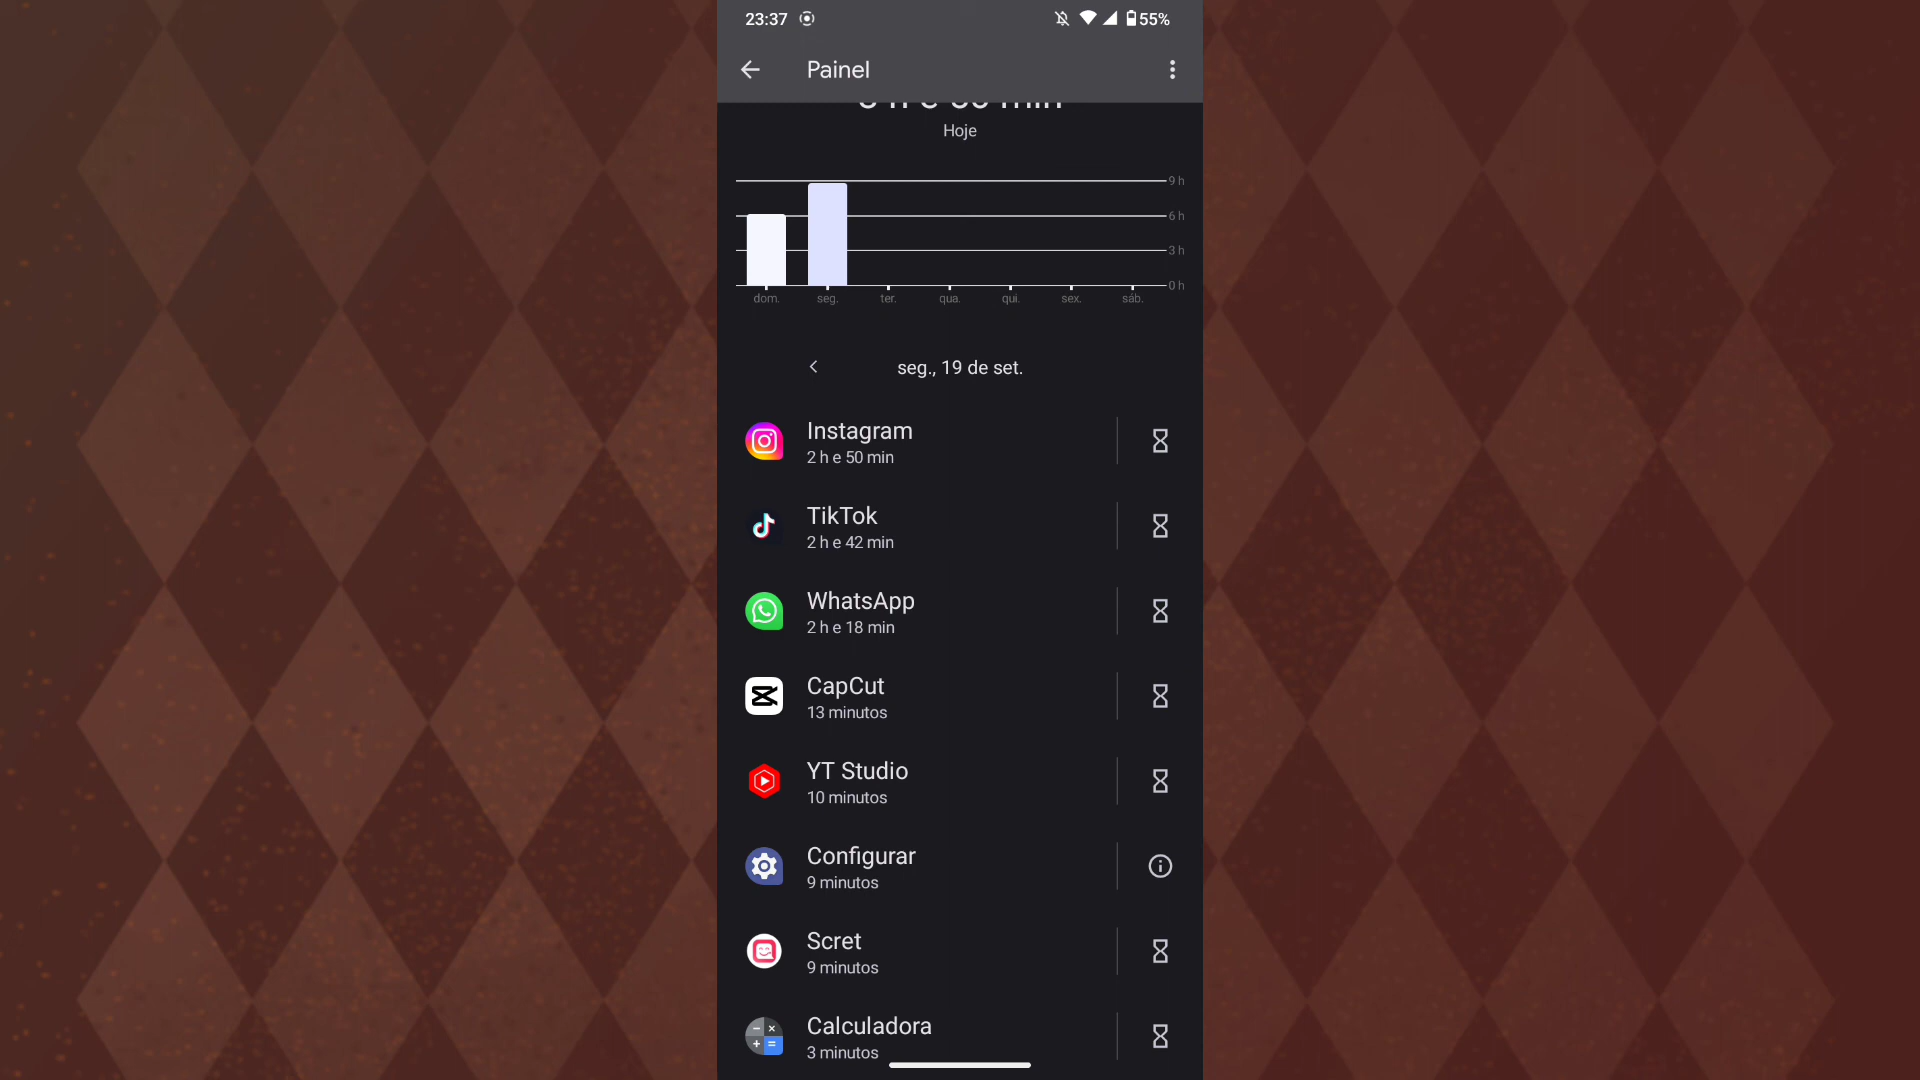 23:37
55%
Painel
Hoje
9 h
6 h
3 h
0 h
dom. seg. ter. qua. qui. sex. sáb.
seg., 19 de set.
Instagram
2 h e 50 min
TikTok
2 h e 42 min
WhatsApp
2 h e 18 min
CapCut
13 minutos
YT Studio
10 minutos
Configurar
9 minutos
Scret
9 minutos
Calculadora
3 minutos